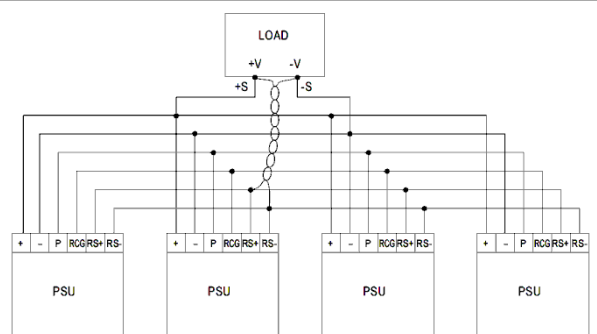 LOAD
+V -V
+S -S
+ – P RCG RS+ RS- + – P RCG RS+ RS- + – P RCG RS+ RS- + – P RCG RS+ RS-
PSU PSU PSU PSU